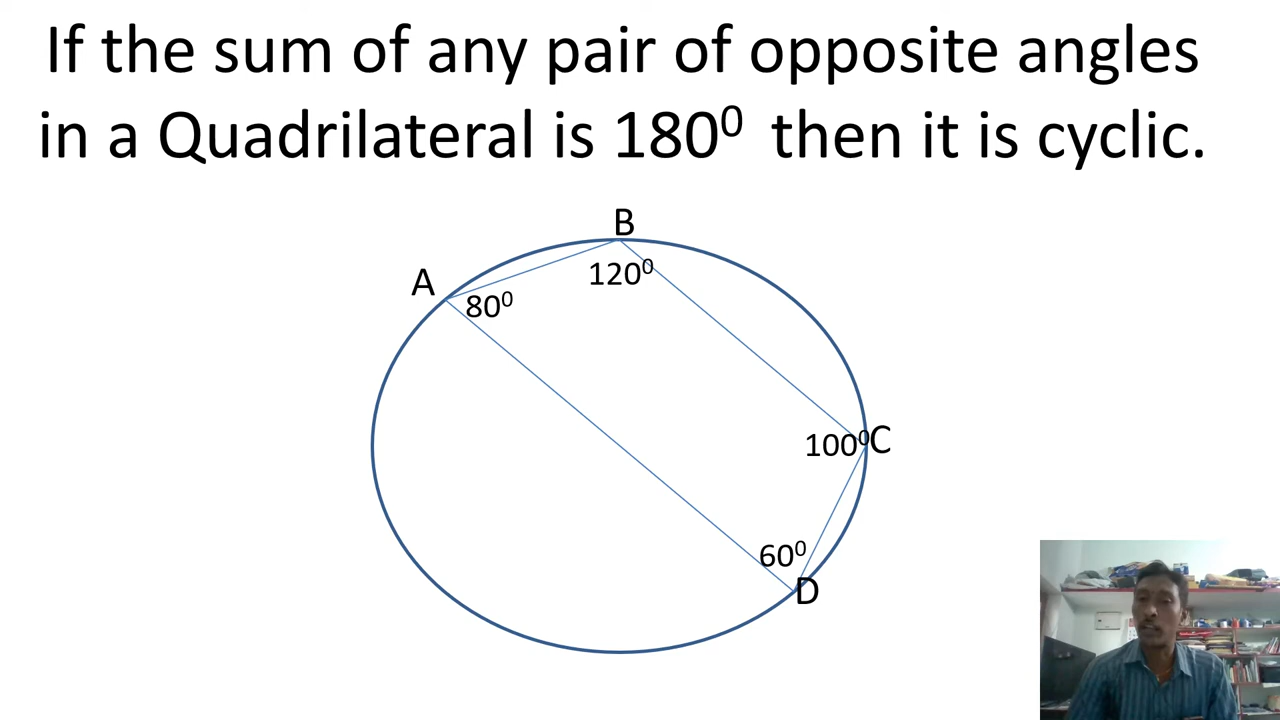 If the sum of any pair of opposite angles
in a Quadrilateral is 180⁰ then it is cyclic.
B
120⁰
A
80⁰
100⁰C
60⁰
D